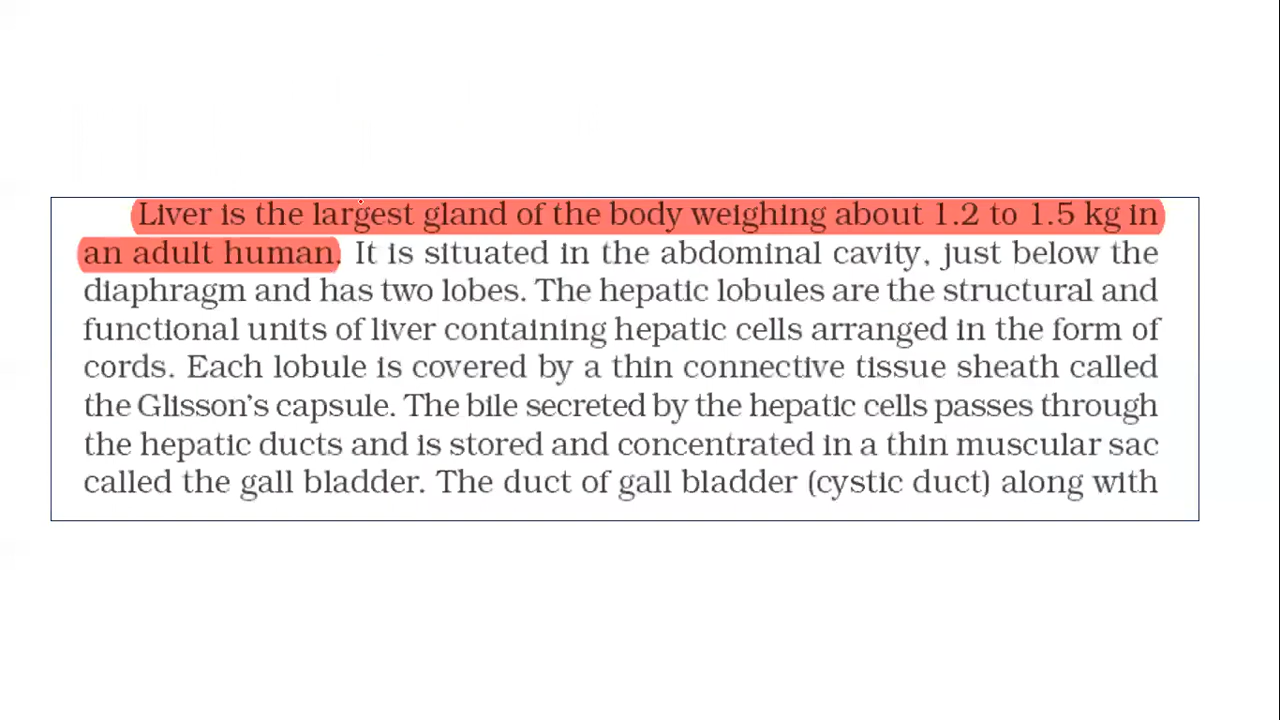 Liver is the largest gland of the body weighing about 1.2 to 1.5 kg in
an adult human. It is situated in the abdominal cavity, just below the
diaphragm and has two lobes. The hepatic lobules are the structural and
functional units of liver containing hepatic cells arranged in the form of
cords. Each lobule is covered by a thin connective tissue sheath called
the Glisson’s capsule. The bile secreted by the hepatic cells passes through
the hepatic ducts and is stored and concentrated in a thin muscular sac
called the gall bladder. The duct of gall bladder (cystic duct) along with